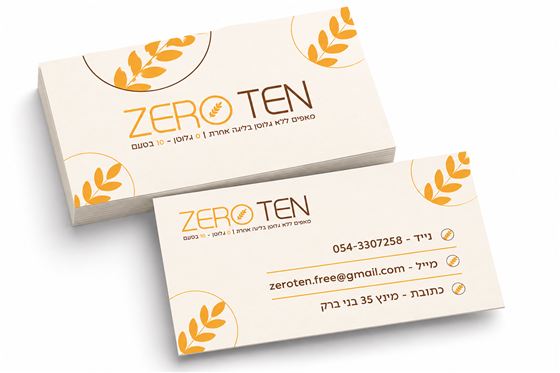 ZERO TEN
מאפים ללא גלוטן בליגה אחרת | 0 גלוטן - 10 בטעם
ZERO TEN
מאפים ללא גלוטן בליגה אחרת | 0 גלוטן - 10 בטעם
נייד - 054-3307258
מייל - zeroten.free@gmail.com
כתובת - מינץ 35 בני ברק